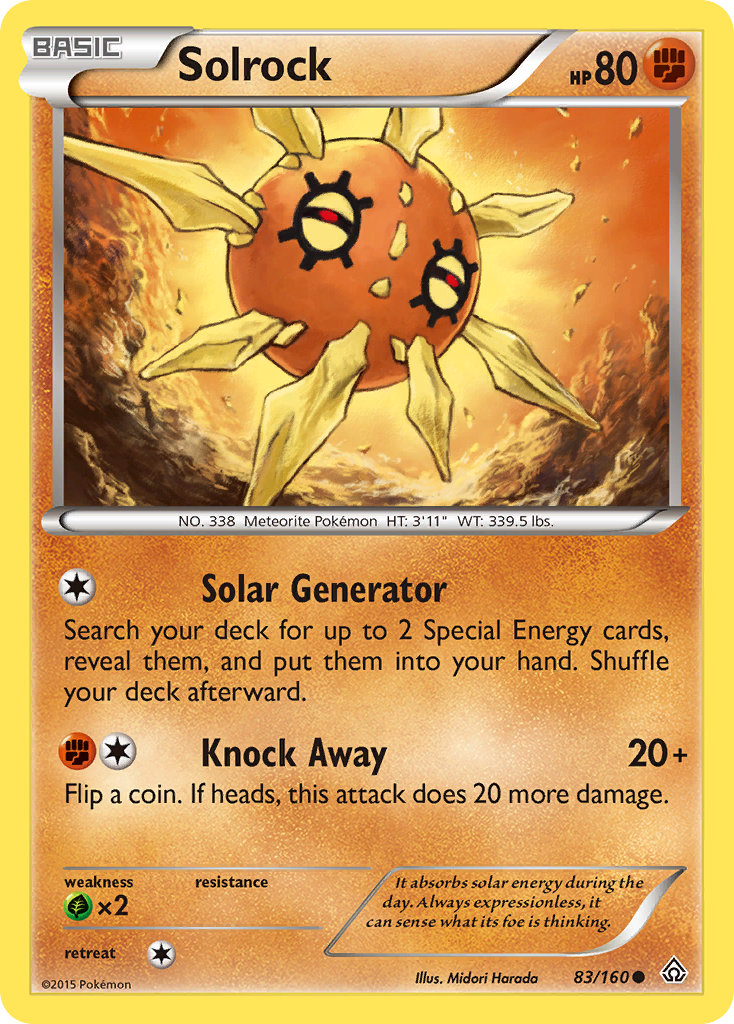 BASIC
Solrock
HP 80
NO. 338 Meteorite Pokémon HT: 3'11" WT: 339.5 lbs.
Solar Generator
Search your deck for up to 2 Special Energy cards,
reveal them, and put them into your hand. Shuffle
your deck afterward.
Knock Away 20+
Flip a coin. If heads, this attack does 20 more damage.
weakness resistance
×2
It absorbs solar energy during the
day. Always expressionless, it
can sense what its foe is thinking.
retreat
©2015 Pokémon
Illus. Midori Harada 83/160